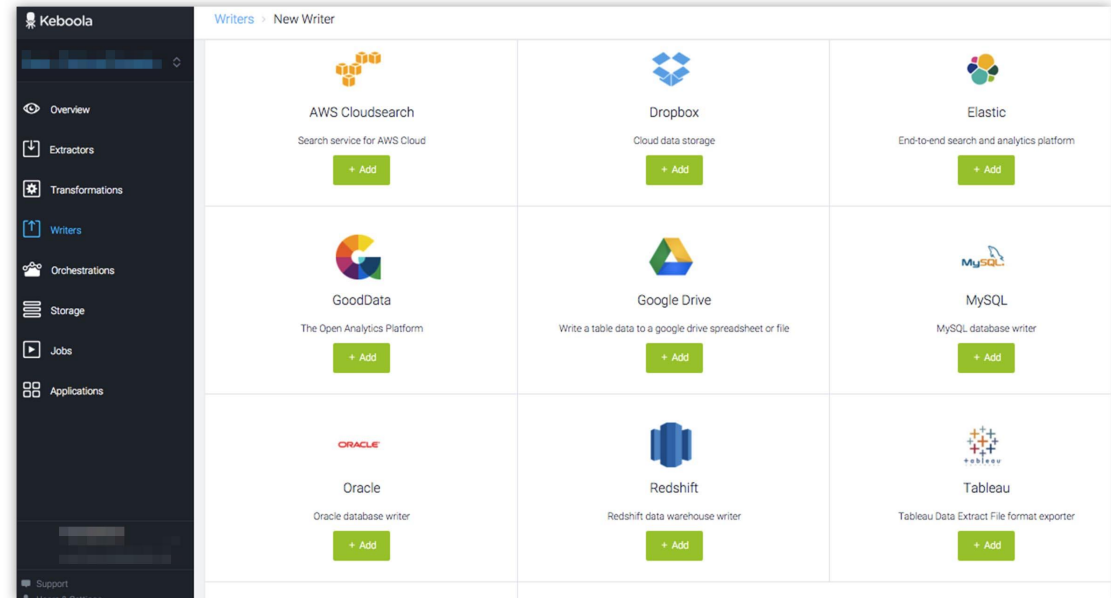 Keboola
Overview
Extractors
Transformations
Writers
Orchestrations
Storage
Jobs
Applications
Support
Writers > New Writer
AWS Cloudsearch
Search service for AWS Cloud
+ Add
Dropbox
Cloud data storage
+ Add
Elastic
End-to-end search and analytics platform
+ Add
GoodData
The Open Analytics Platform
+ Add
Google Drive
Write a table data to a google drive spreadsheet or file
+ Add
MySQL
MySQL
MySQL database writer
+ Add
ORACLE
Oracle
Oracle database writer
+ Add
Redshift
Redshift data warehouse writer
+ Add
tableau
Tableau
Tableau Data Extract File format exporter
+ Add